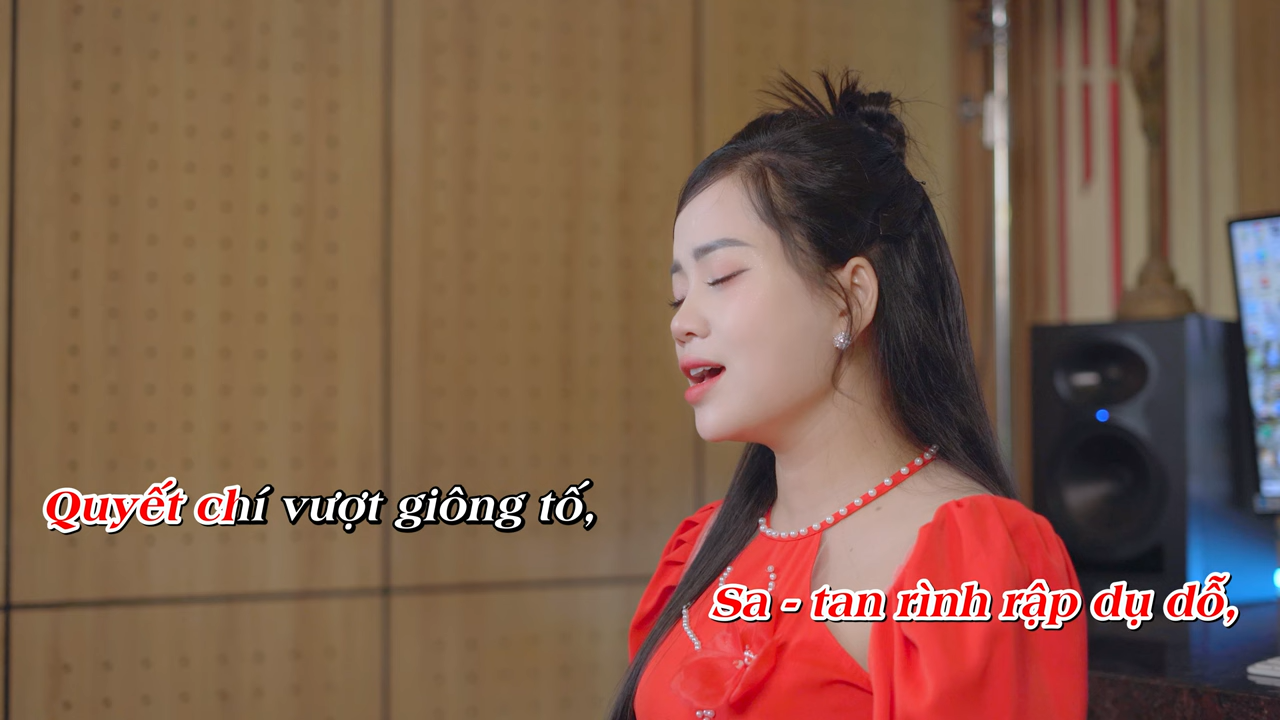 Quyết chí vượt giông tố,
Sa - tan rình rập dụ dỗ,